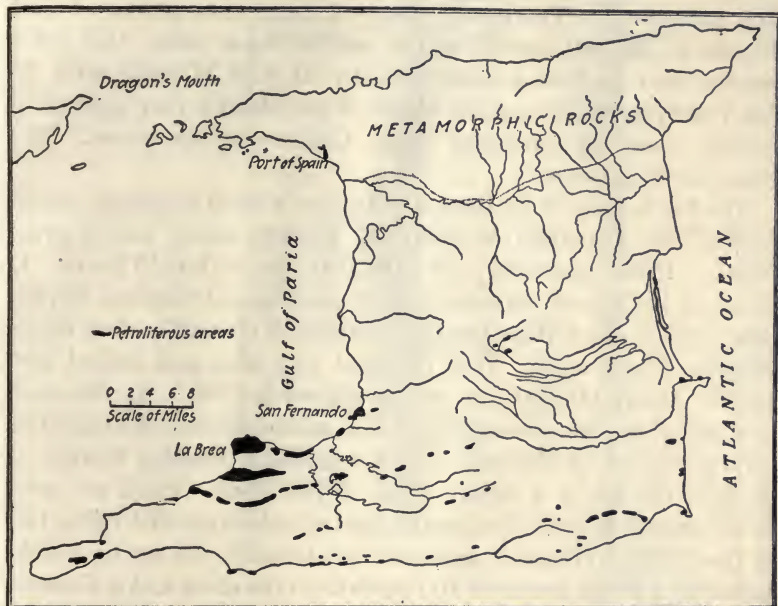 Dragon's Mouth
METAMORPHIC ROCKS
Port of Spain
Gulf of Paria
ATLANTIC OCEAN
Petroliferous areas
0 2 4 6 8
Scale of Miles
San Fernando
La Brea